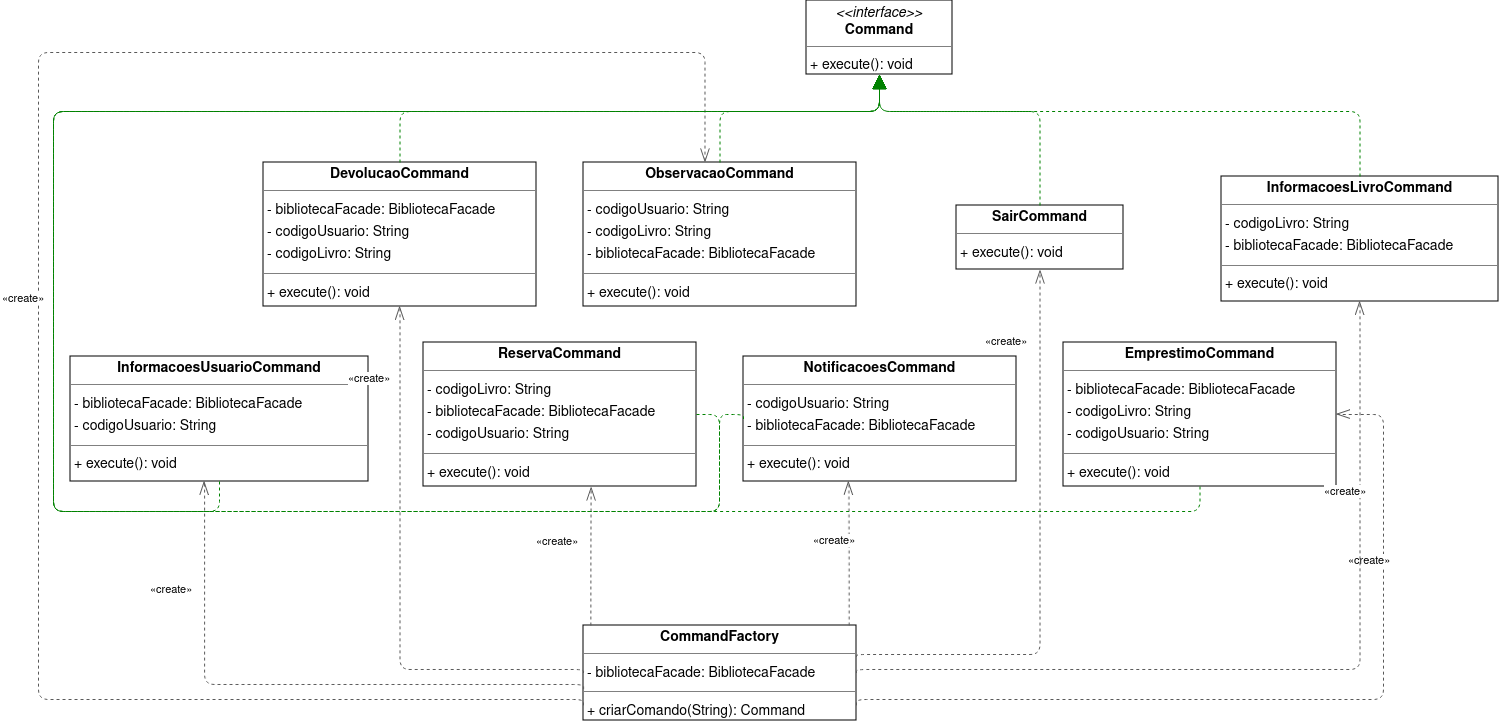 <<interface>>
Command
+ execute(): void
DevolucaoCommand
- bibliotecaFacade: BibliotecaFacade
- codigoUsuario: String
- codigoLivro: String
+ execute(): void
ObservacaoCommand
- codigoUsuario: String
- codigoLivro: String
- bibliotecaFacade: BibliotecaFacade
+ execute(): void
SairCommand
+ execute(): void
InformacoesLivroCommand
- codigoLivro: String
- bibliotecaFacade: BibliotecaFacade
+ execute(): void
«create»
«create»
«create»
InformacoesUsuarioCommand
- bibliotecaFacade: BibliotecaFacade
- codigoUsuario: String
+ execute(): void
ReservaCommand
- codigoLivro: String
- bibliotecaFacade: BibliotecaFacade
- codigoUsuario: String
+ execute(): void
NotificacoesCommand
- codigoUsuario: String
- bibliotecaFacade: BibliotecaFacade
+ execute(): void
EmprestimoCommand
- bibliotecaFacade: BibliotecaFacade
- codigoLivro: String
- codigoUsuario: String
+ execute(): void
«create»
«create»
«create»
«create»
«create»
CommandFactory
- bibliotecaFacade: BibliotecaFacade
+ criarComando(String): Command